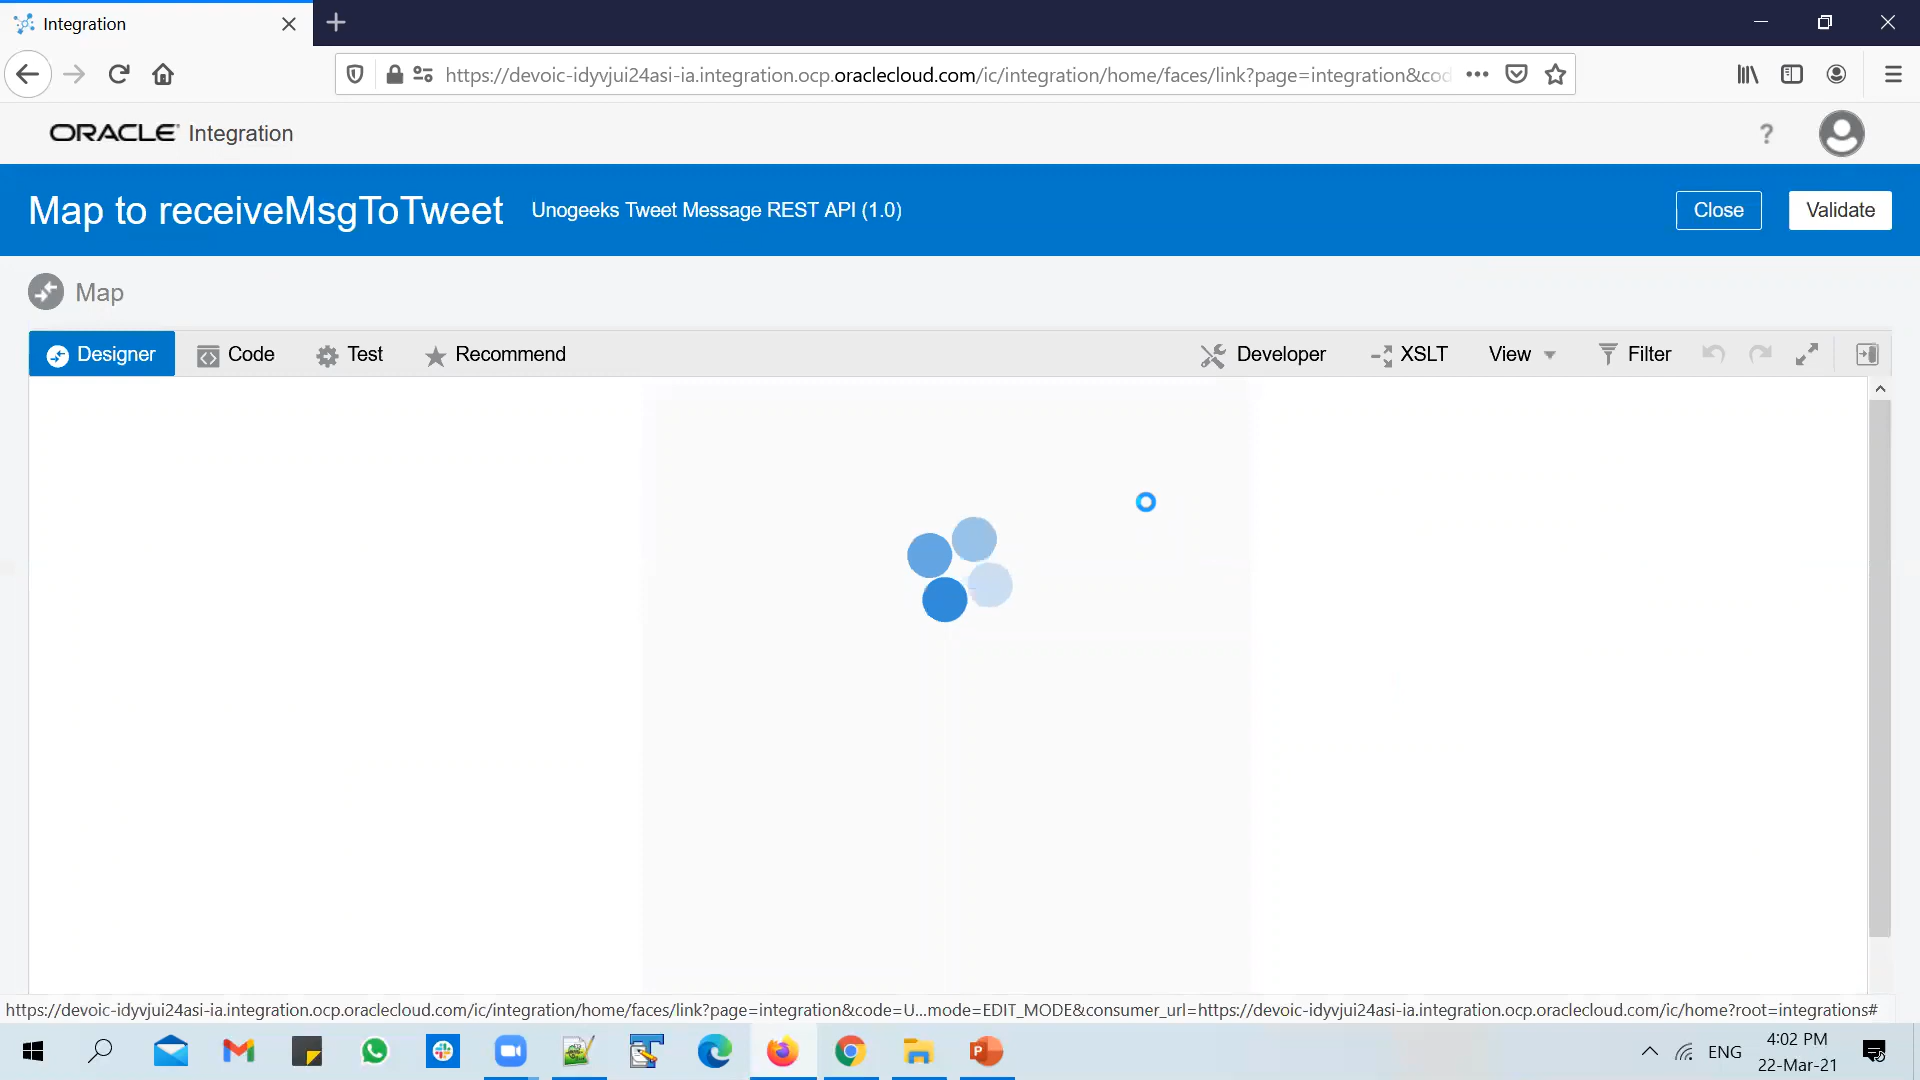 Integration
https://devoic-idyvjui24asi-ia.integration.ocp.oraclecloud.com/ic/integration/home/faces/link?page=integration&cod
ORACLE Integration
?
Map to receiveMsgToTweet Unogeeks Tweet Message REST API (1.0) Close Validate
Map
Designer Code Test Recommend Developer XSLT View Filter
https://devoic-idyvjui24asi-ia.integration.ocp.oraclecloud.com/ic/integration/home/faces/link?page=integration&code=U...mode=EDIT_MODE&consumer_url=https://devoic-idyvjui24asi-ia.integration.ocp.oraclecloud.com/ic/home?root=integrations#
ENG
4:02 PM
22-Mar-21